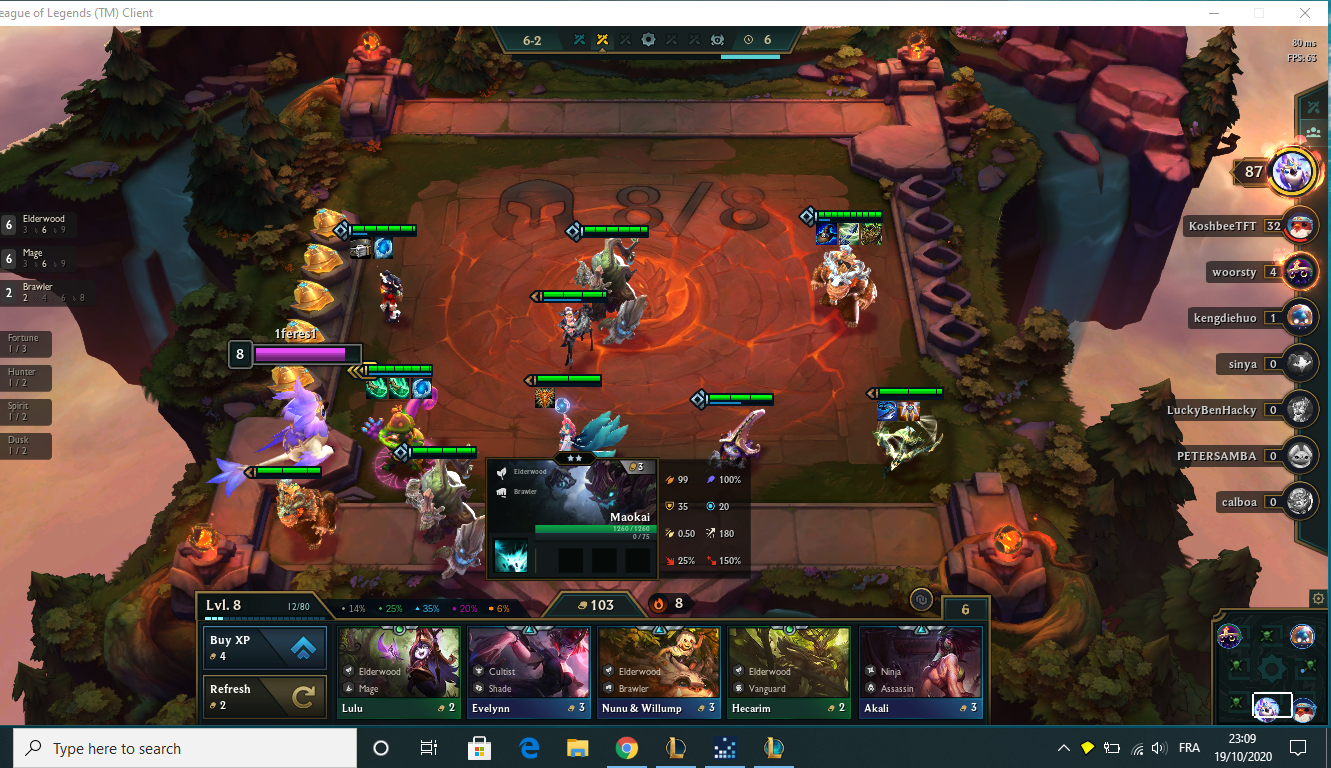 eague of Legends (TM) Client
6-2
6
80 ms
FPS: 63
8/8
87
KoshbeeTFT 32
woorsty 4
kengdiehuo 1
sinya 0
LuckyBenHacky 0
PETERSAMBA 0
calboa 0
6 Elderwood
3 › 6 › 9
6 Mage
3 › 6 › 9
2 Brawler
2 4 › 6 › 8
Fortune
1 / 3
Hunter
1 / 2
Spirit
1 / 2
Dusk
1 / 2
1feres1
8
Elderwood
Brawler
3
Maokai
1260 / 1260
0 / 75
99 100%
35 20
0.50 180
25% 150%
Lvl. 8 12/80
14% 25% 35% 20% 6%
103
8
6
Buy XP
4
Refresh
2
Elderwood
Mage
Lulu 2
Cultist
Shade
Evelynn 3
Elderwood
Brawler
Nunu & Willump 3
Elderwood
Vanguard
Hecarim 2
Ninja
Assassin
Akali 3
Type here to search
FRA
23:09
19/10/2020